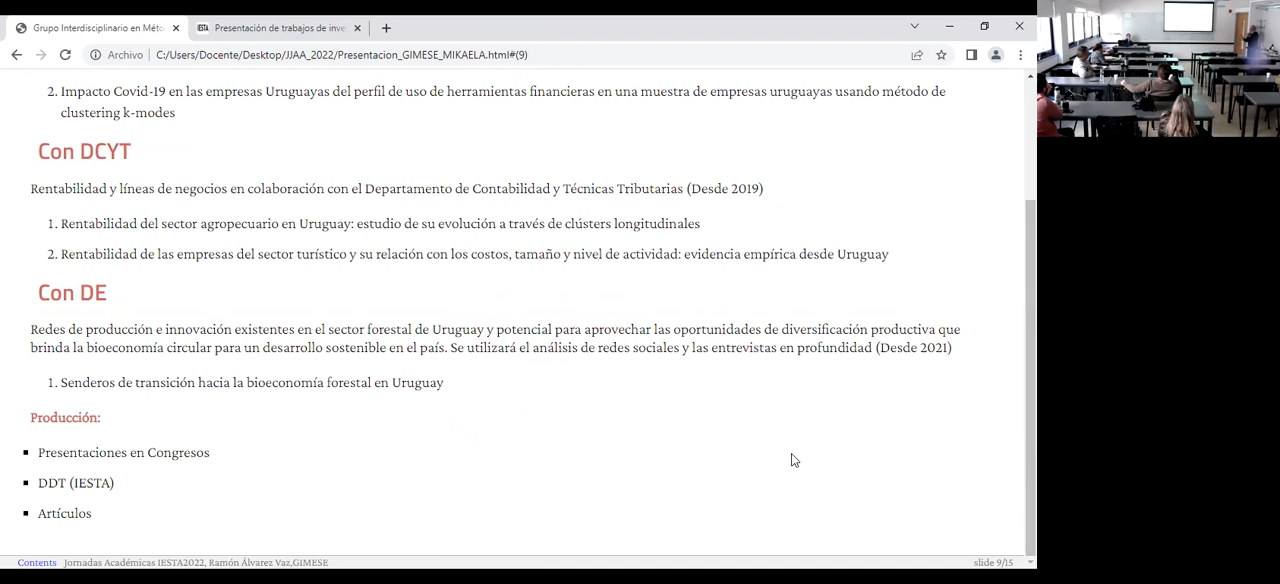 Grupo Interdisciplinario en Méto
Presentación de trabajos de inve
Archivo
C:/Users/Docente/Desktop/JJAA_2022/Presentacion_GIMESE_MIKAELA.html#(9)
2. Impacto Covid-19 en las empresas Uruguayas del perfil de uso de herramientas financieras en una muestra de empresas uruguayas usando método de
clustering k-modes
Con DCYT
Rentabilidad y líneas de negocios en colaboración con el Departamento de Contabilidad y Técnicas Tributarias (Desde 2019)
1. Rentabilidad del sector agropecuario en Uruguay: estudio de su evolución a través de clústers longitudinales
2. Rentabilidad de las empresas del sector turístico y su relación con los costos, tamaño y nivel de actividad: evidencia empírica desde Uruguay
Con DE
Redes de producción e innovación existentes en el sector forestal de Uruguay y potencial para aprovechar las oportunidades de diversificación productiva que
brinda la bioeconomía circular para un desarrollo sostenible en el país. Se utilizará el análisis de redes sociales y las entrevistas en profundidad (Desde 2021)
1. Senderos de transición hacia la bioeconomía forestal en Uruguay
Producción:
Presentaciones en Congresos
DDT (IESTA)
Artículos
Contents Jornadas Académicas IESTA2022, Ramón Álvarez Vaz,GIMESE
slide 9/15